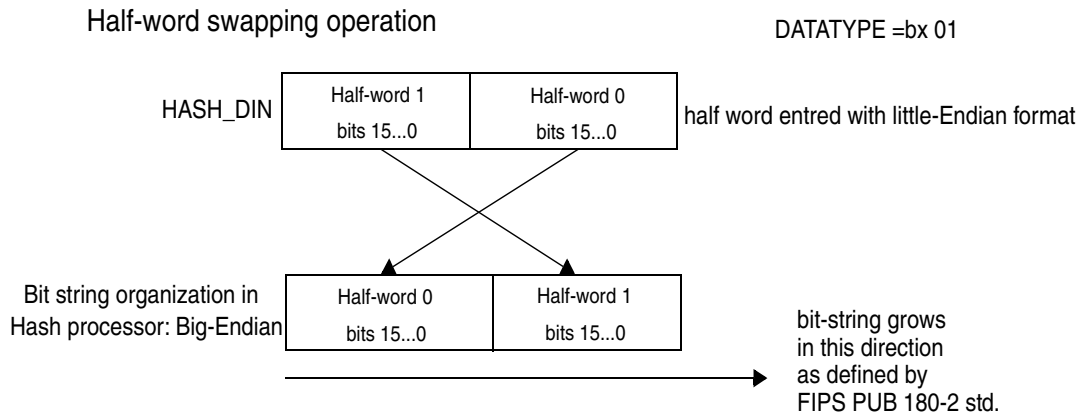 Half-word swapping operation
DATATYPE =bx 01
HASH_DIN
Half-word 1
bits 15...0
Half-word 0
bits 15...0
half word entred with little-Endian format
Bit string organization in
Hash processor: Big-Endian
Half-word 0
bits 15...0
Half-word 1
bits 15...0
bit-string grows
in this direction
as defined by
FIPS PUB 180-2 std.